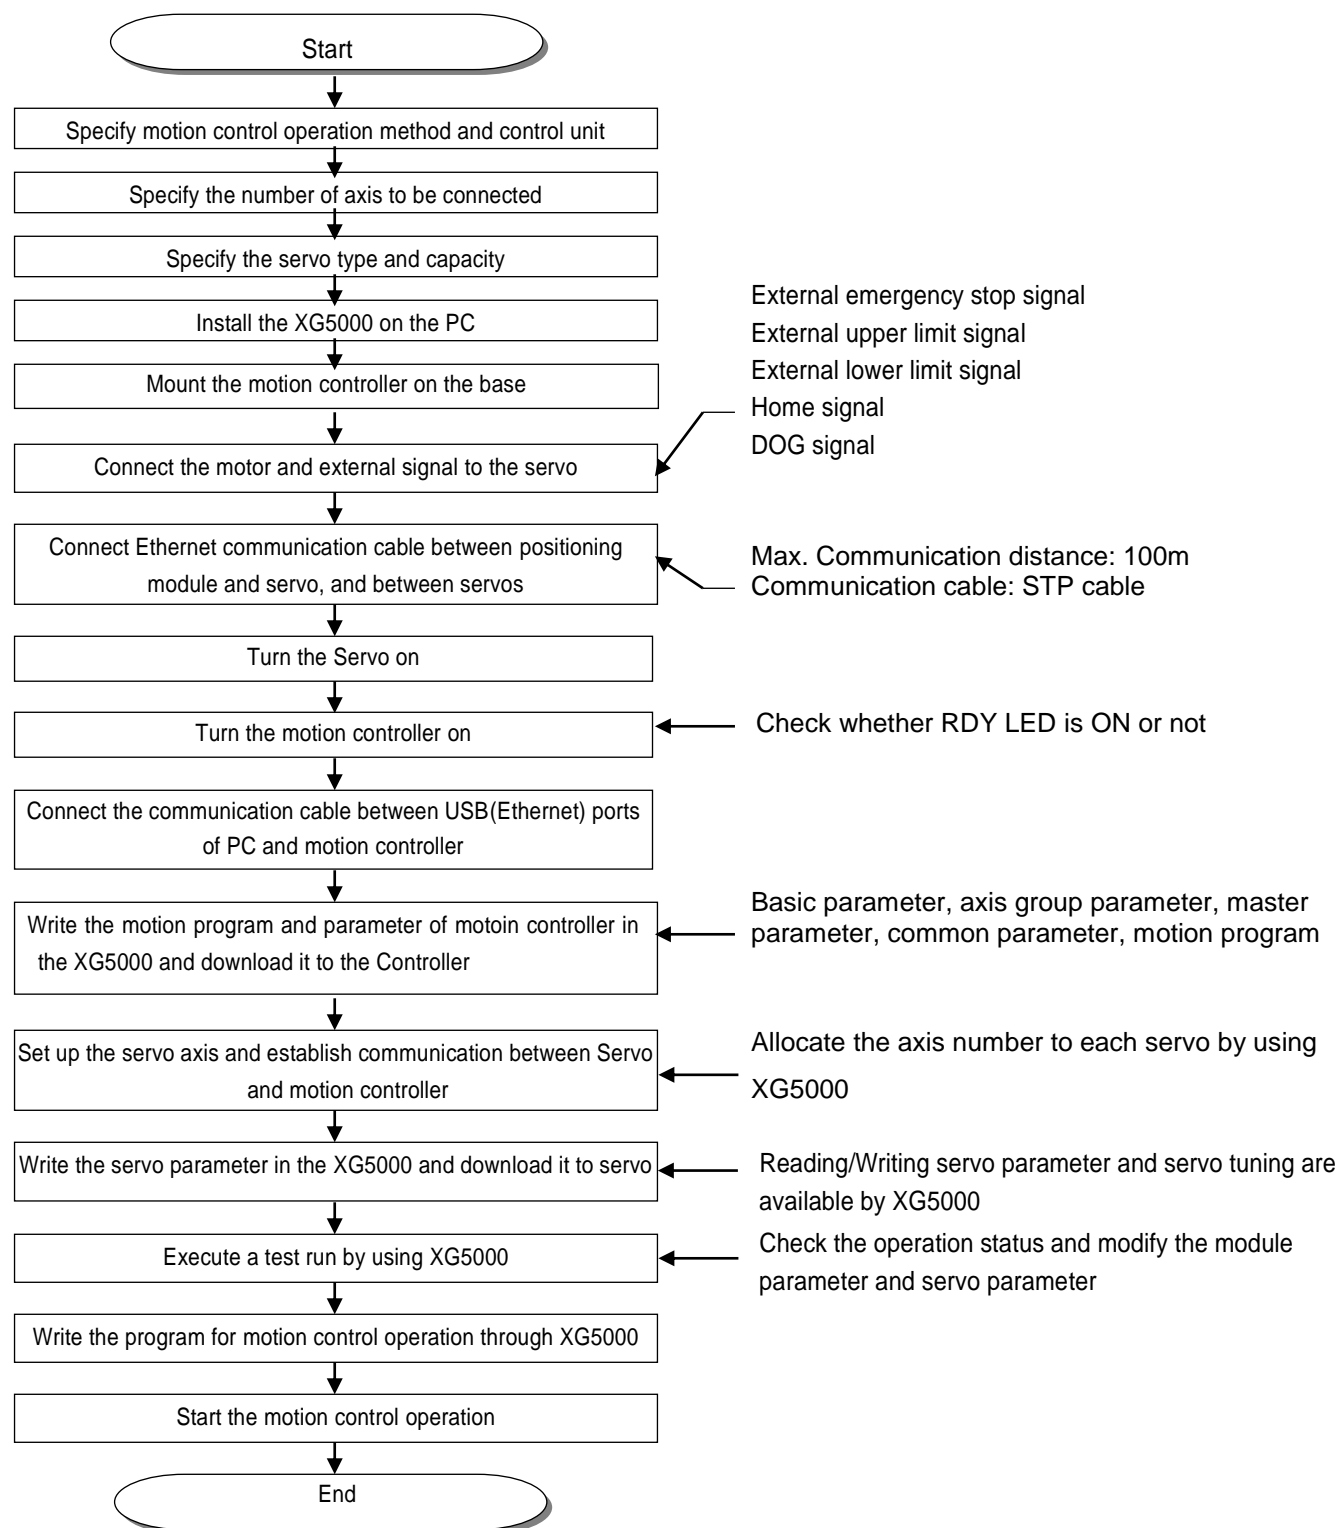 Start
Specify motion control operation method and control unit
Specify the number of axis to be connected
Specify the servo type and capacity
Install the XG5000 on the PC
Mount the motion controller on the base
External emergency stop signal
External upper limit signal
External lower limit signal
Home signal
DOG signal
Connect the motor and external signal to the servo
Connect Ethernet communication cable between positioning
module and servo, and between servos
Max. Communication distance: 100m
Communication cable: STP cable
Turn the Servo on
Turn the motion controller on
Check whether RDY LED is ON or not
Connect the communication cable between USB(Ethernet) ports
of PC and motion controller
Write the motion program and parameter of motoin controller in
the XG5000 and download it to the Controller
Basic parameter, axis group parameter, master
parameter, common parameter, motion program
Set up the servo axis and establish communication between Servo
and motion controller
Allocate the axis number to each servo by using
XG5000
Write the servo parameter in the XG5000 and download it to servo
Reading/Writing servo parameter and servo tuning are
available by XG5000
Execute a test run by using XG5000
Check the operation status and modify the module
parameter and servo parameter
Write the program for motion control operation through XG5000
Start the motion control operation
End